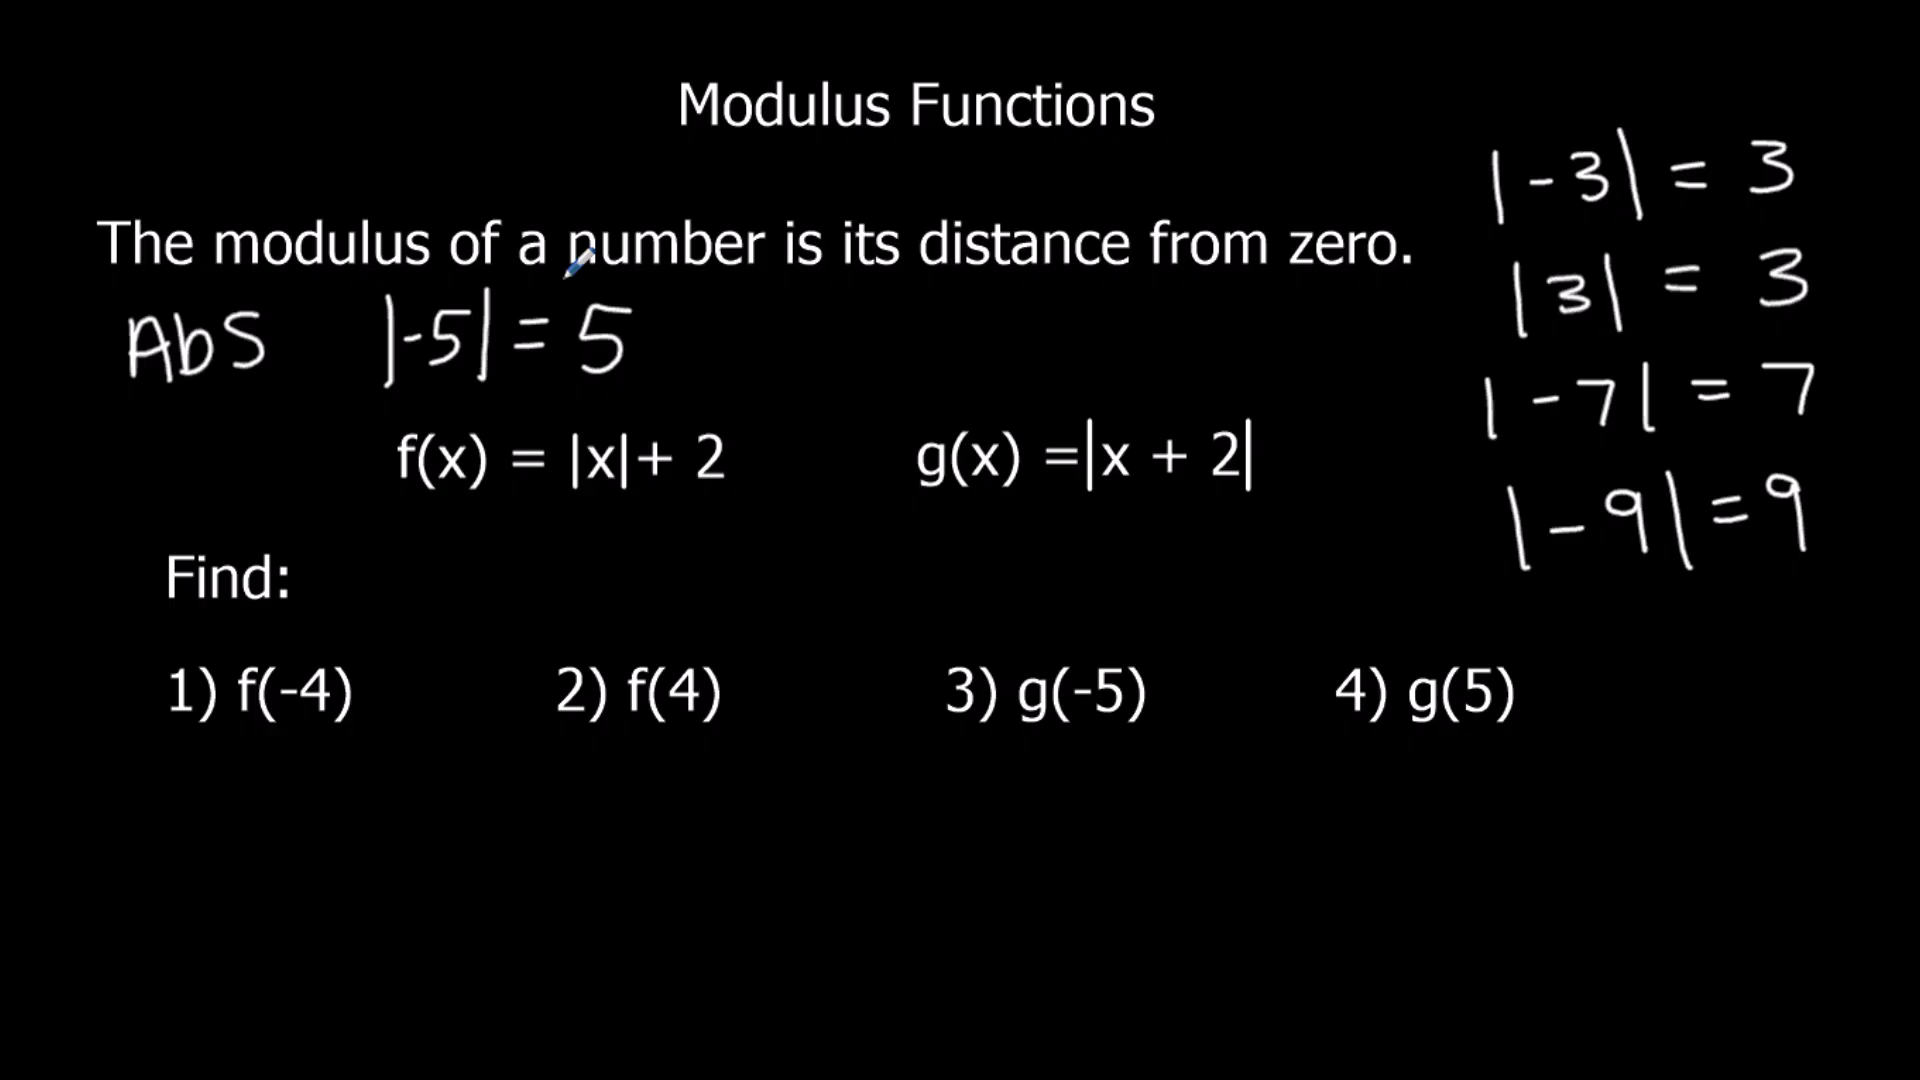 Modulus Functions
|-3| = 3
The modulus of a number is its distance from zero.
|3| = 3
Abs |-5| = 5
|-7| = 7
f(x) = |x|+ 2 g(x) =|x + 2|
|-9| = 9
Find:
1) f(-4) 2) f(4) 3) g(-5) 4) g(5)